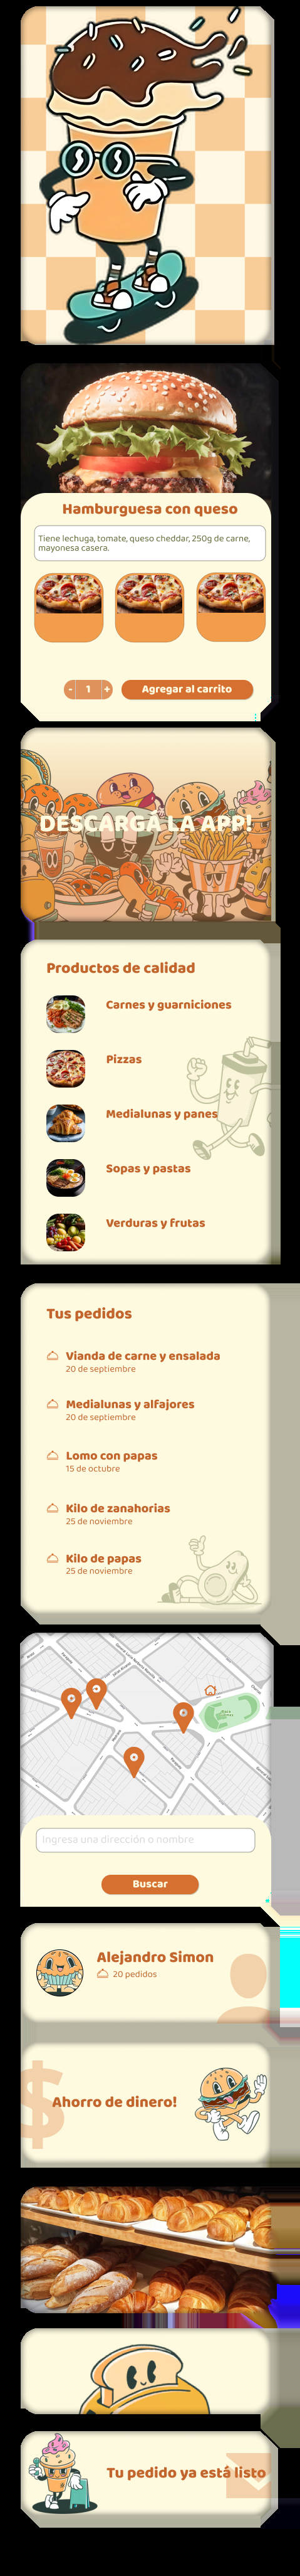 Hamburguesa con queso
Tiene lechuga, tomate, queso cheddar, 250g de carne,
mayonesa casera.
- 1 +
Agregar al carrito
DESCARGÁ LA APP!
Productos de calidad
Carnes y guarniciones
Pizzas
Medialunas y panes
Sopas y pastas
Verduras y frutas
Tus pedidos
Vianda de carne y ensalada
20 de septiembre
Medialunas y alfajores
20 de septiembre
Lomo con papas
15 de octubre
Kilo de zanahorias
25 de noviembre
Kilo de papas
25 de noviembre
Ingresa una dirección o nombre
Buscar
Alejandro Simon
20 pedidos
$
Ahorro de dinero!
Tu pedido ya está listo